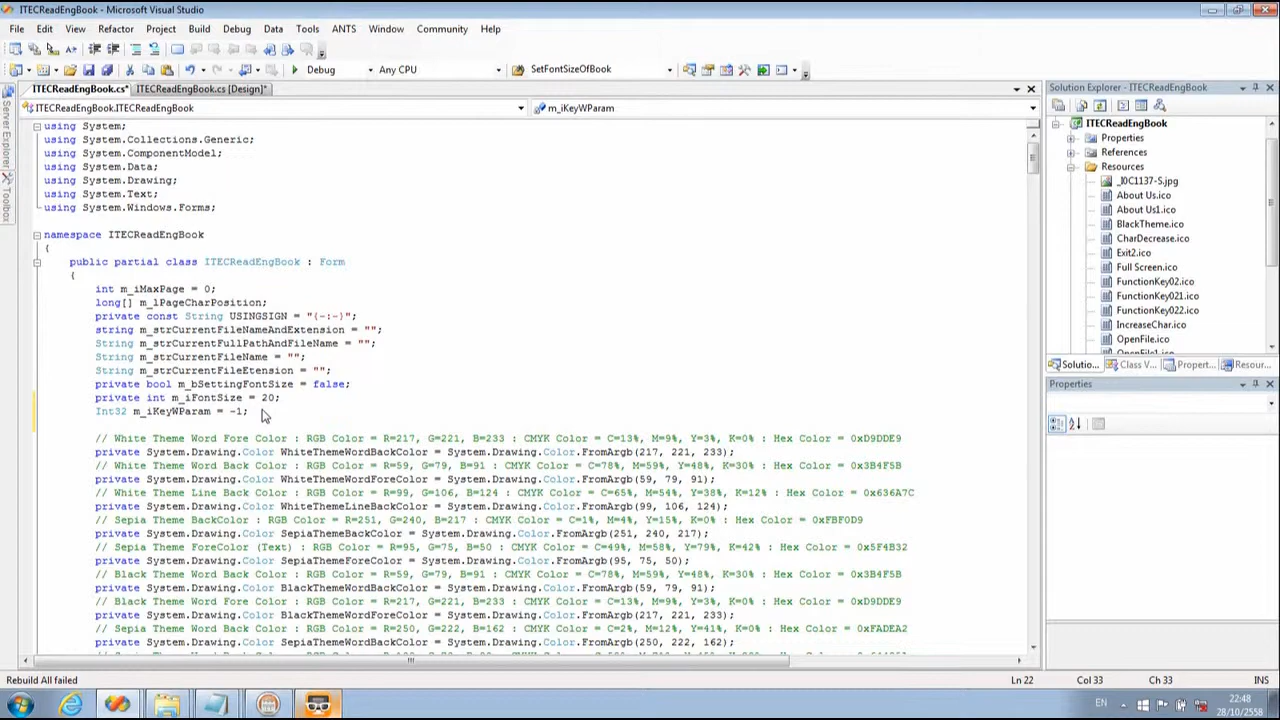 ITECReadEngBook - Microsoft Visual Studio
File Edit View Refactor Project Build Debug Data Tools ANTS Window Community Help
Debug Any CPU SetFontSizeOfBook
ITECReadEngBook.cs* ITECReadEngBook.cs [Design]*
ITECReadEngBook.ITECReadEngBook m_iKeyWParam
Server Explorer
Toolbox
using System;
using System.Collections.Generic;
using System.ComponentModel;
using System.Data;
using System.Drawing;
using System.Text;
using System.Windows.Forms;
namespace ITECReadEngBook
{
public partial class ITECReadEngBook : Form
{
int m_iMaxPage = 0;
long[] m_lPageCharPosition;
private const String USINGSIGN = "{-:-}";
string m_strCurrentFileNameAndExtension = "";
String m_strCurrentFullPathAndFileName = "";
String m_strCurrentFileName = "";
String m_strCurrentFileEtension = "";
private bool m_bSettingFontSize = false;
private int m_iFontSize = 20;
Int32 m_iKeyWParam = -1;
// White Theme Word Fore Color : RGB Color = R=217, G=221, B=233 : CMYK Color = C=13%, M=9%, Y=3%, K=0% : Hex Color = 0xD9DDE9
private System.Drawing.Color WhiteThemeWordBackColor = System.Drawing.Color.FromArgb(217, 221, 233);
// White Theme Word Back Color : RGB Color = R=59, G=79, B=91 : CMYK Color = C=78%, M=59%, Y=48%, K=30% : Hex Color = 0x3B4F5B
private System.Drawing.Color WhiteThemeWordForeColor = System.Drawing.Color.FromArgb(59, 79, 91);
// White Theme Line Back Color : RGB Color = R=99, G=106, B=124 : CMYK Color = C=65%, M=54%, Y=38%, K=12% : Hex Color = 0x636A7C
private System.Drawing.Color WhiteThemeLineBackColor = System.Drawing.Color.FromArgb(99, 106, 124);
// Sepia Theme BackColor : RGB Color = R=251, G=240, B=217 : CMYK Color = C=1%, M=4%, Y=15%, K=0% : Hex Color = 0xFBF0D9
private System.Drawing.Color SepiaThemeBackColor = System.Drawing.Color.FromArgb(251, 240, 217);
// Sepia Theme ForeColor (Text) : RGB Color = R=95, G=75, B=50 : CMYK Color = C=49%, M=58%, Y=79%, K=42% : Hex Color = 0x5F4B32
private System.Drawing.Color SepiaThemeForeColor = System.Drawing.Color.FromArgb(95, 75, 50);
// Black Theme Word Back Color : RGB Color = R=59, G=79, B=91 : CMYK Color = C=78%, M=59%, Y=48%, K=30% : Hex Color = 0x3B4F5B
private System.Drawing.Color BlackThemeWordBackColor = System.Drawing.Color.FromArgb(59, 79, 91);
// Black Theme Word Fore Color : RGB Color = R=217, G=221, B=233 : CMYK Color = C=13%, M=9%, Y=3%, K=0% : Hex Color = 0xD9DDE9
private System.Drawing.Color BlackThemeWordForeColor = System.Drawing.Color.FromArgb(217, 221, 233);
// Sepia Theme Word Back Color : RGB Color = R=250, G=222, B=162 : CMYK Color = C=2%, M=12%, Y=41%, K=0% : Hex Color = 0xFADEA2
private System.Drawing.Color SepiaThemeWordBackColor = System.Drawing.Color.FromArgb(250, 222, 162);
Solution Explorer - ITECReadEngBook
ITECReadEngBook
Properties
References
Resources
_J0C1137-S.jpg
About Us.ico
About Us1.ico
BlackTheme.ico
CharDecrease.ico
Exit2.ico
Full Screen.ico
FunctionKey02.ico
FunctionKey021.ico
FunctionKey022.ico
IncreaseChar.ico
OpenFile.ico
OpenFile1.ico
Solutio... Class V... Propert... Resour...
Properties
Rebuild All failed Ln 22 Col 33 Ch 33 INS
EN 22:48
28/10/2558